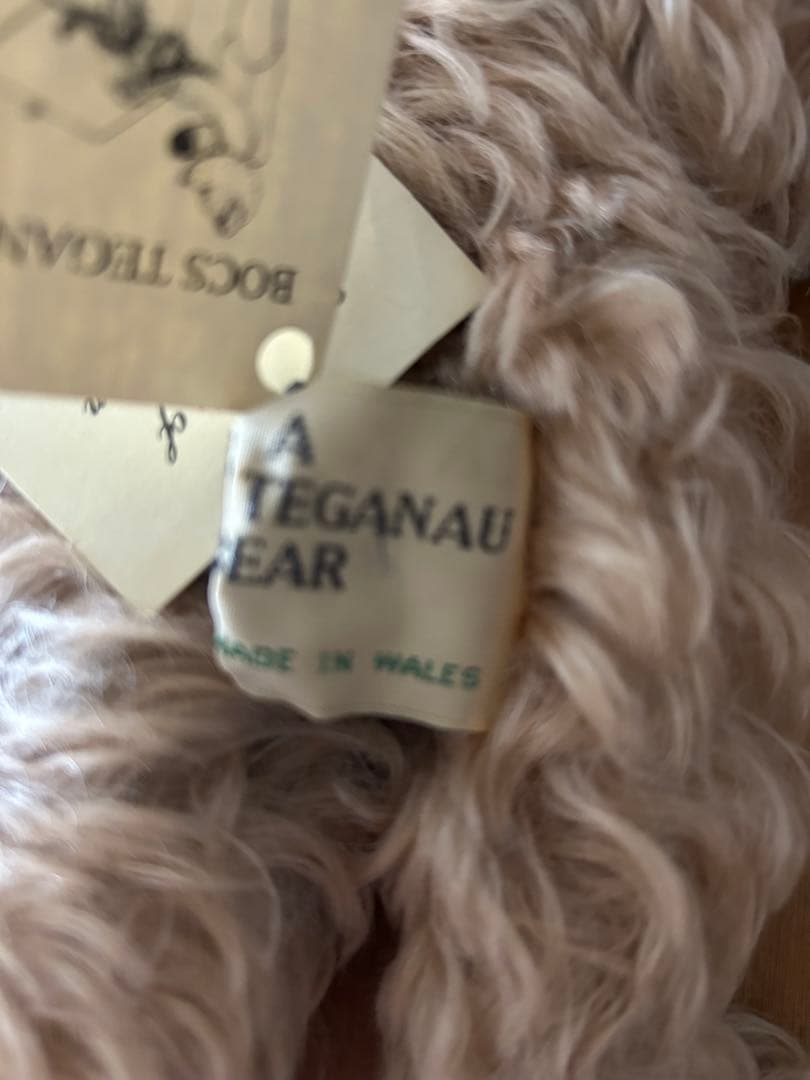 BOCS TEGAN
A
TEGANAU
EAR
MADE IN WALES